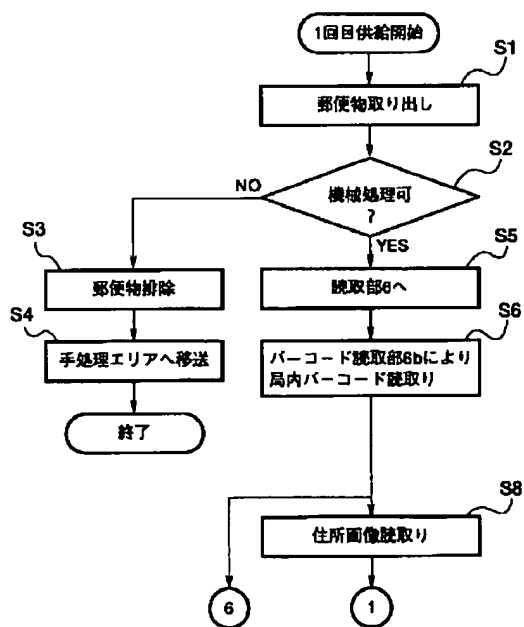 1回目供給開始
S1
郵便物取り出し
S2
機械処理可
?
NO
YES
S3
郵便物排除
S5
読取部6へ
S4
手処理エリアへ移送
S6
バーコード読取部6bにより
局内バーコード読取り
終了
S8
住所画像読取り
6
1